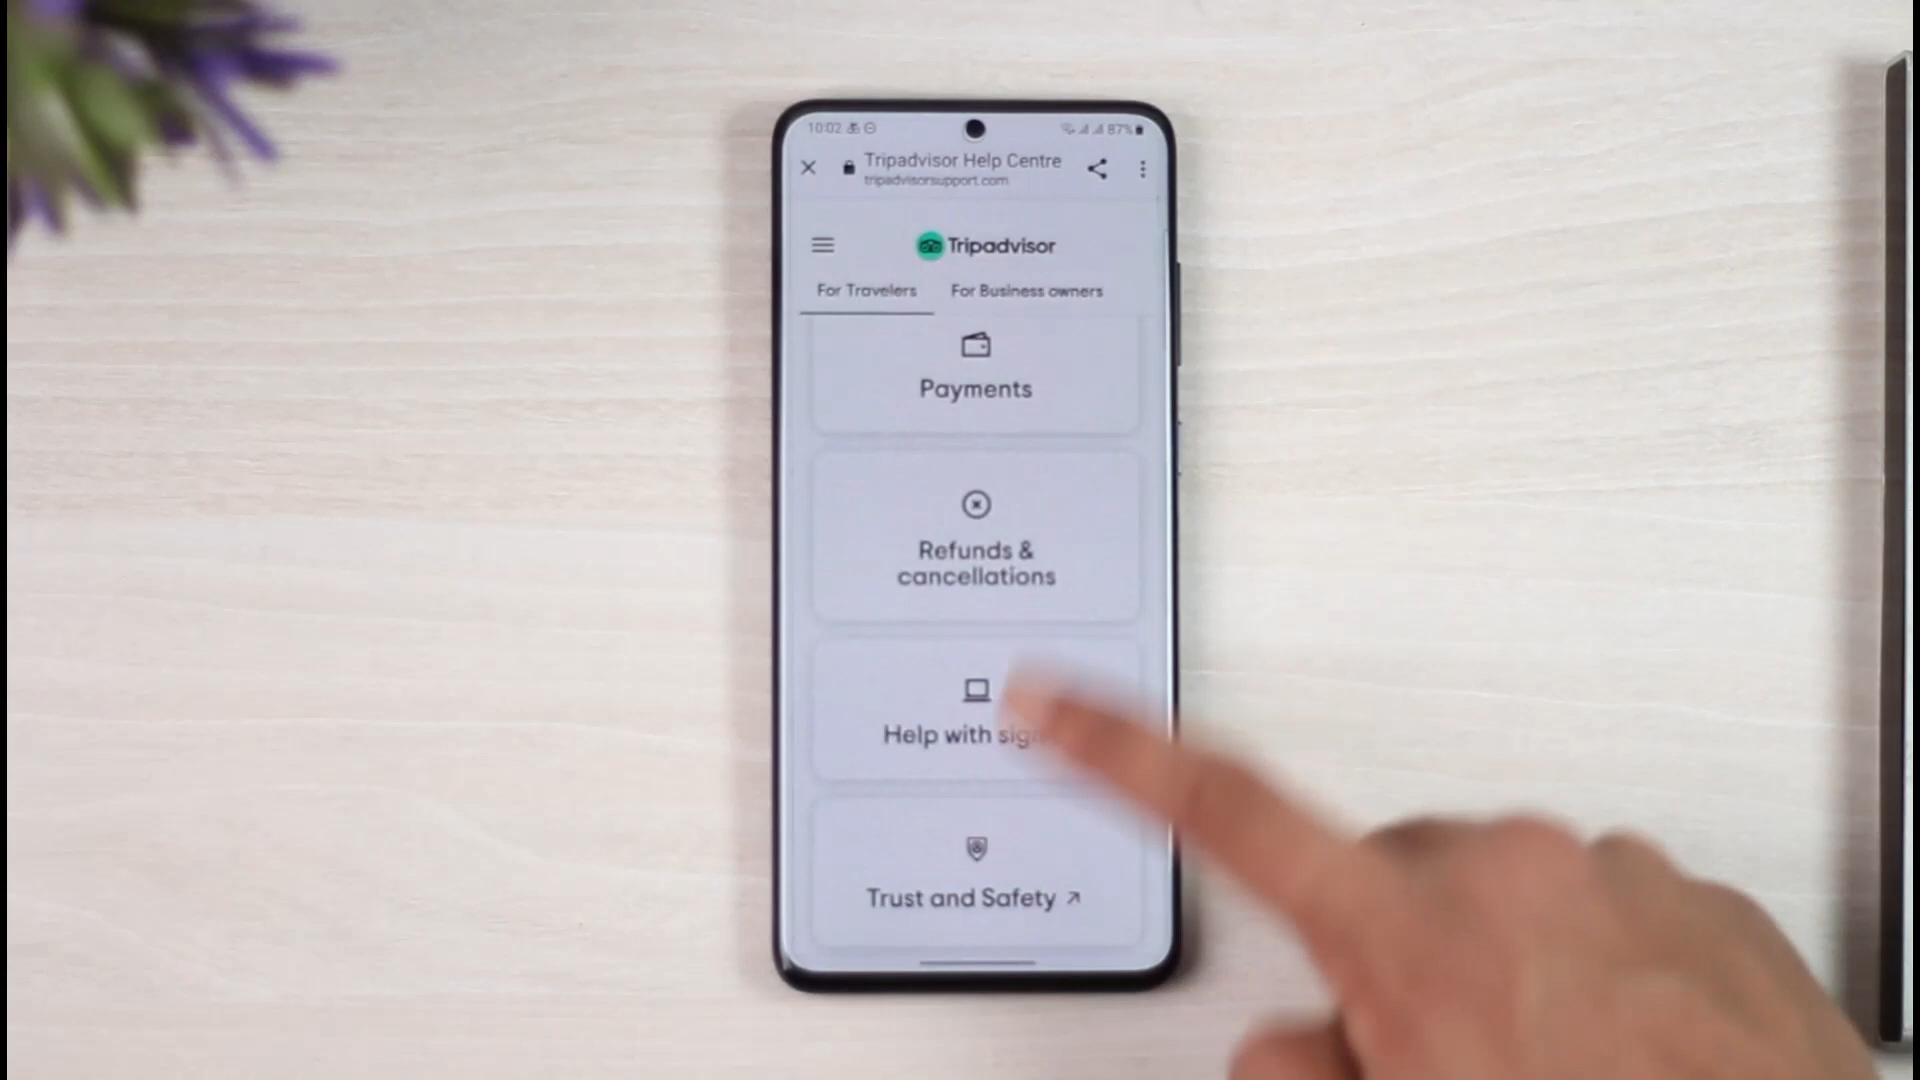 10:02
87%
Tripadvisor Help Centre
tripadvisorsupport.com
Tripadvisor
For Travelers
For Business owners
Payments
Refunds &
cancellations
Help with
Trust and Safety